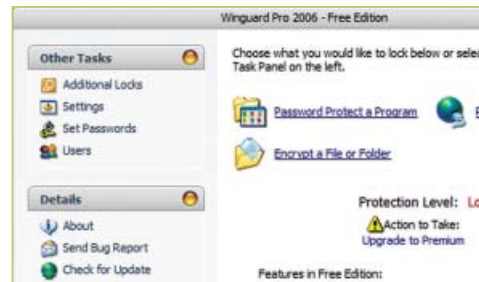 Winguard Pro 2006 - Free Edition
Other Tasks
Additional Locks
Settings
Set Passwords
Users
Details
About
Send Bug Report
Check for Update
Choose what you would like to lock below or sele
Task Panel on the left.
Password Protect a Program
Encrypt a File or Folder
Protection Level: Lo
Action to Take:
Upgrade to Premium
Features in Free Edition: